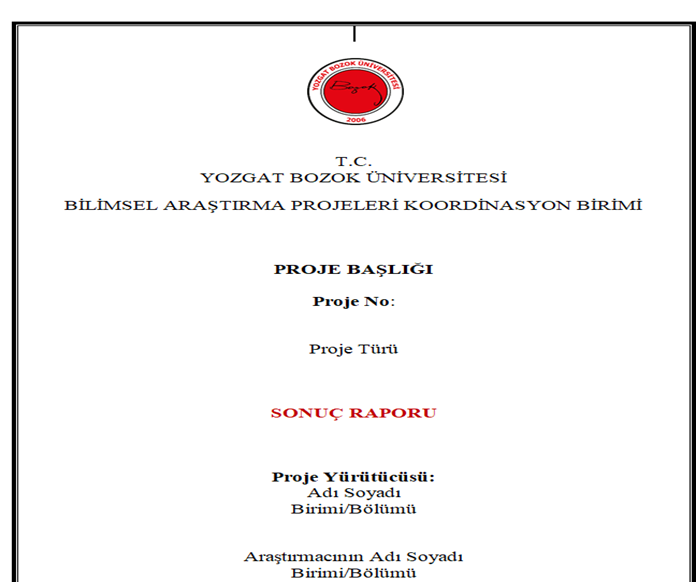 YOZGAT BOZOK ÜNİVERSİTESİ
Bozok
2006
T.C.
YOZGAT BOZOK ÜNİVERSİTESİ
BİLİMSEL ARAŞTIRMA PROJELERİ KOORDİNASYON BİRİMİ
PROJE BAŞLIĞI
Proje No:
Proje Türü
SONUÇ RAPORU
Proje Yürütücüsü:
Adı Soyadı
Birimi/Bölümü
Araştırmacının Adı Soyadı
Birimi/Bölümü